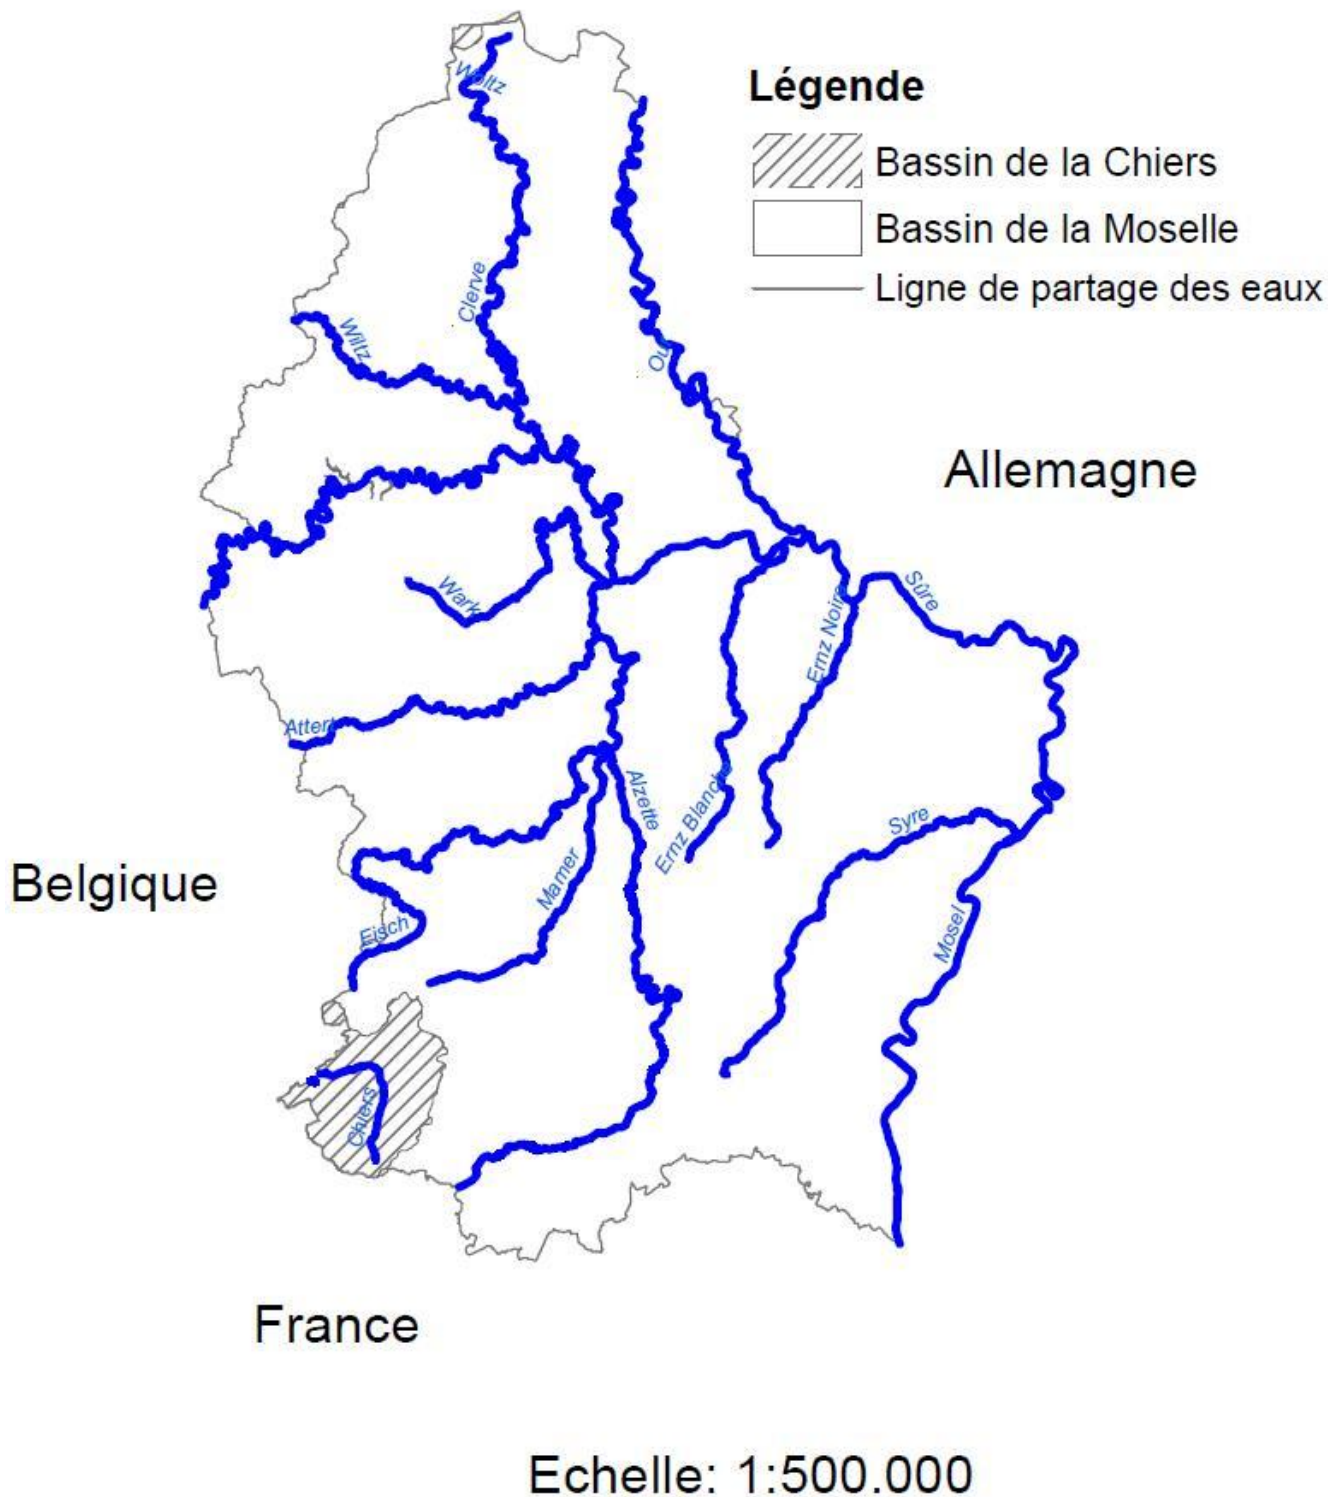 Légende
Bassin de la Chiers
Bassin de la Moselle
Ligne de partage des eaux
Woltz
Clerve
Wiltz
Our
Allemagne
Wark
Ernz Noire
Sûre
Attert
Alzette
Ernz Blanche
Syre
Belgique
Mamer
Eisch
Mosel
Chiers
France
Echelle: 1:500.000